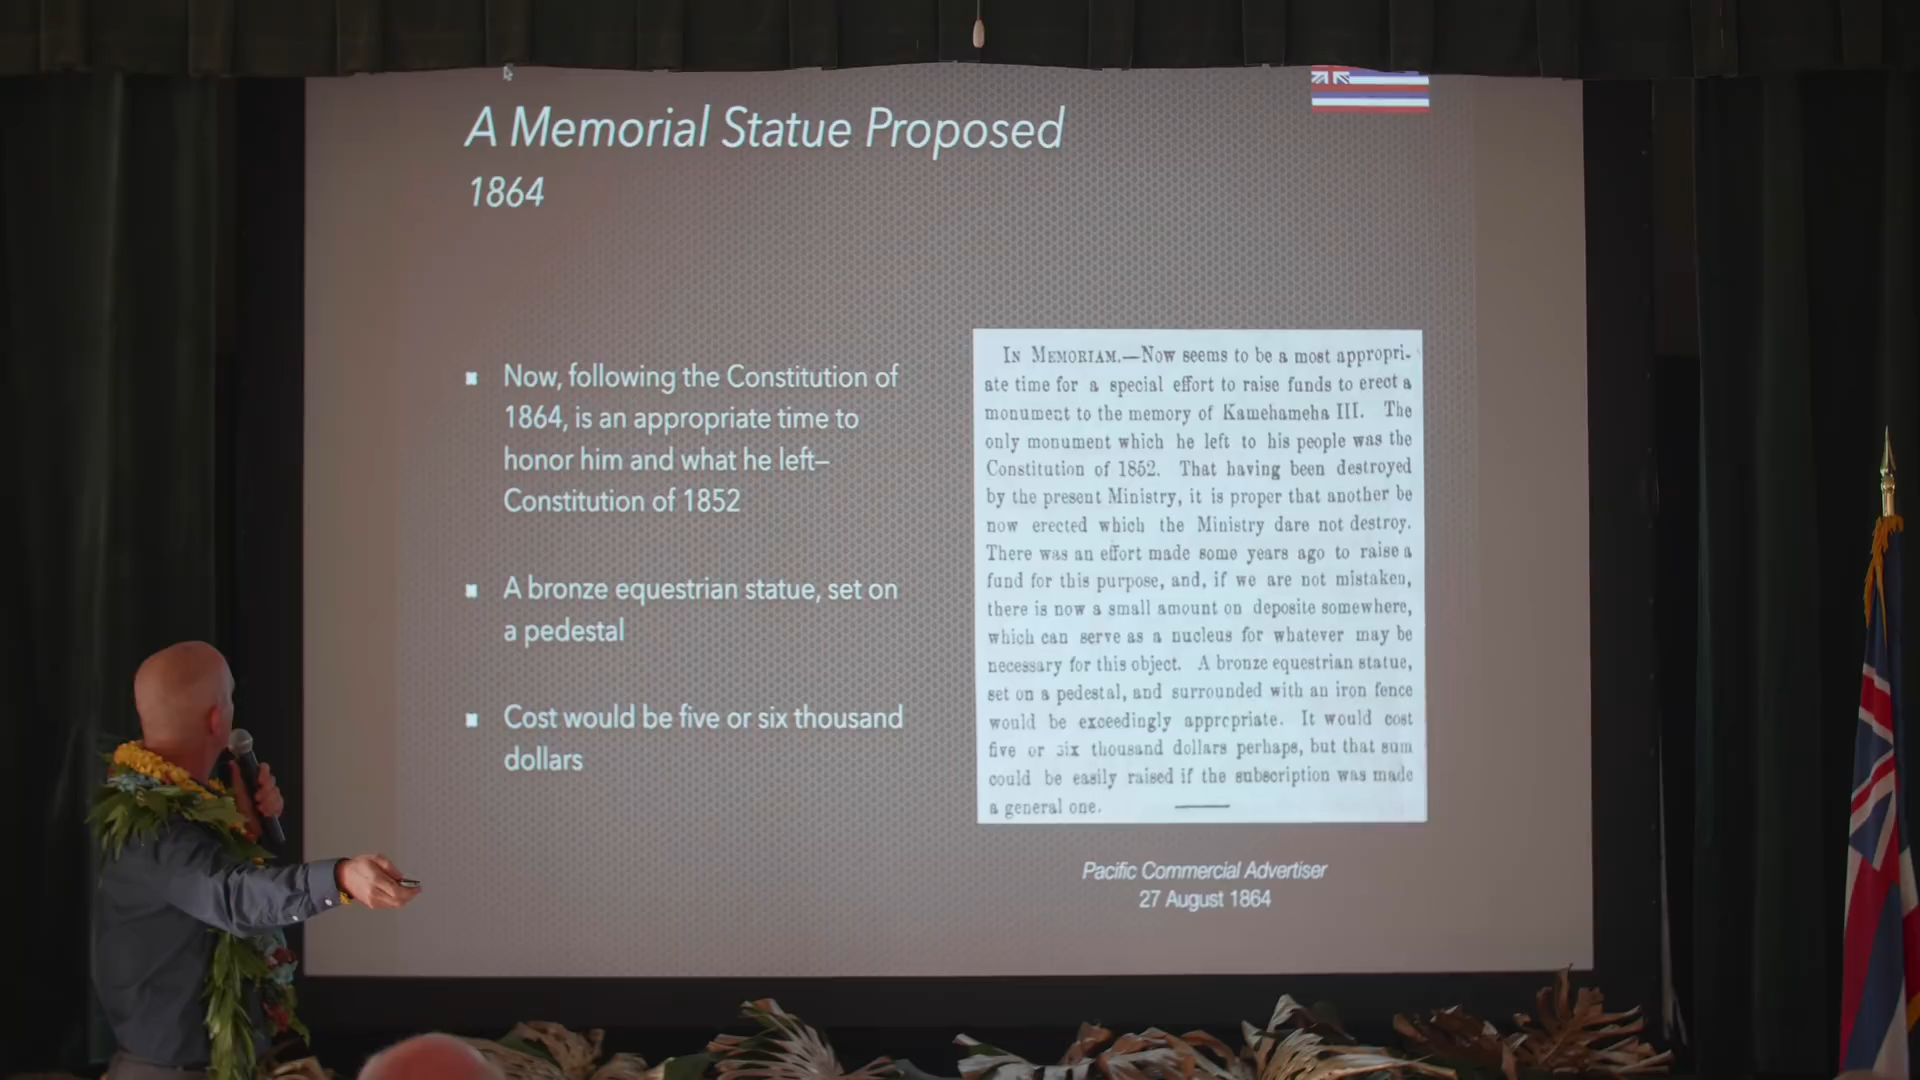 A Memorial Statue Proposed
1864
Now, following the Constitution of
1864, is an appropriate time to
honor him and what he left–
Constitution of 1852
A bronze equestrian statue, set on
a pedestal
Cost would be five or six thousand
dollars
IN MEMORIAM.—Now seems to be a most appropri-
ate time for a special effort to raise funds to erect a
monument to the memory of Kamehameha III. The
only monument which he left to his people was the
Constitution of 1852. That having been destroyed
by the present Ministry, it is proper that another be
now erected which the Ministry dare not destroy.
There was an effort made some years ago to raise a
fund for this purpose, and, if we are not mistaken,
there is now a small amount on deposite somewhere,
which can serve as a nucleus for whatever may be
necessary for this object. A bronze equestrian statue,
set on a pedestal, and surrounded with an iron fence
would be exceedingly apprcpriate. It would cost
five or six thousand dollars perhaps, but that sum
could be easily raised if the subscription was made
a general one.
Pacific Commercial Advertiser
27 August 1864